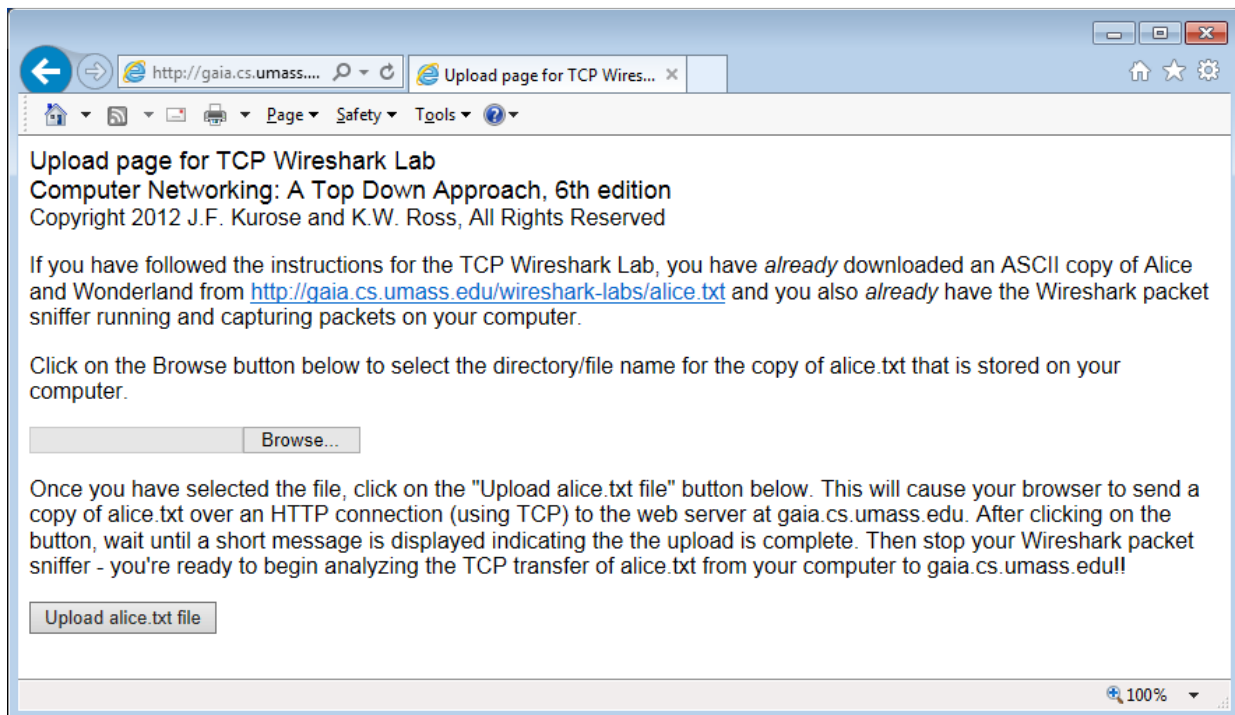 http://gaia.cs.umass.... Upload page for TCP Wires...
Page Safety Tools
Upload page for TCP Wireshark Lab
Computer Networking: A Top Down Approach, 6th edition
Copyright 2012 J.F. Kurose and K.W. Ross, All Rights Reserved
If you have followed the instructions for the TCP Wireshark Lab, you have already downloaded an ASCII copy of Alice
and Wonderland from http://gaia.cs.umass.edu/wireshark-labs/alice.txt and you also already have the Wireshark packet
sniffer running and capturing packets on your computer.
Click on the Browse button below to select the directory/file name for the copy of alice.txt that is stored on your
computer.
Browse...
Once you have selected the file, click on the "Upload alice.txt file" button below. This will cause your browser to send a
copy of alice.txt over an HTTP connection (using TCP) to the web server at gaia.cs.umass.edu. After clicking on the
button, wait until a short message is displayed indicating the the upload is complete. Then stop your Wireshark packet
sniffer - you're ready to begin analyzing the TCP transfer of alice.txt from your computer to gaia.cs.umass.edu!!
Upload alice.txt file
100%